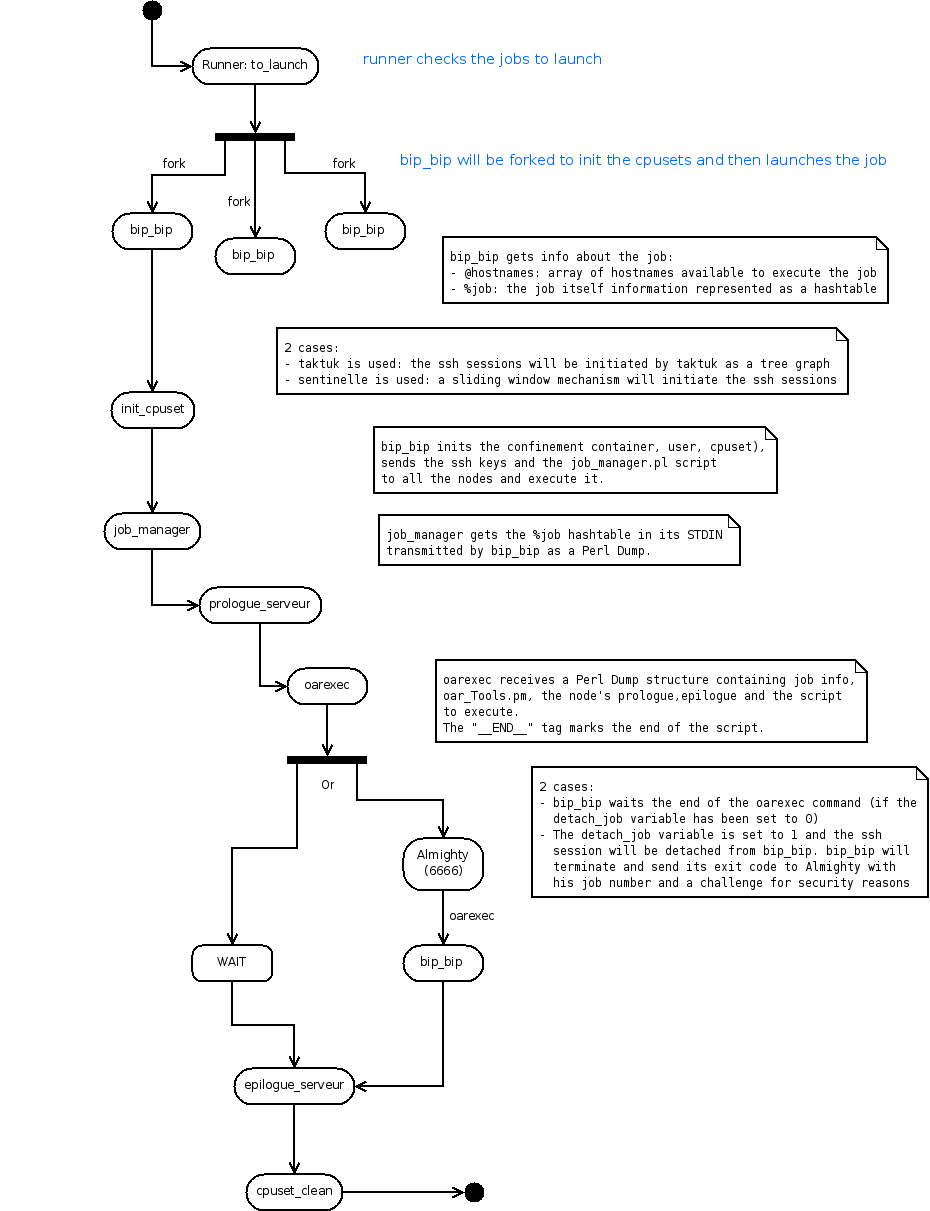 Runner: to_launch
runner checks the jobs to launch
fork
fork
bip_bip will be forked to init the cpusets and then launches the job
fork
bip_bip
bip_bip
bip_bip
bip_bip gets info about the job:
- @hostnames: array of hostnames available to execute the job
- %job: the job itself information represented as a hashtable
2 cases:
- taktuk is used: the ssh sessions will be initiated by taktuk as a tree graph
- sentinelle is used: a sliding window mechanism will initiate the ssh sessions
init_cpuset
bip_bip inits the confinement container, user, cpuset),
sends the ssh keys and the job_manager.pl script
to all the nodes and execute it.
job_manager
job_manager gets the %job hashtable in its STDIN
transmitted by bip_bip as a Perl Dump.
prologue_serveur
oarexec
oarexec receives a Perl Dump structure containing job info,
oar_Tools.pm, the node's prologue,epilogue and the script
to execute.
The "__END__" tag marks the end of the script.
Or
2 cases:
- bip_bip waits the end of the oarexec command (if the
detach_job variable has been set to 0)
- The detach_job variable is set to 1 and the ssh
session will be detached from bip_bip. bip_bip will
terminate and send its exit code to Almighty with
his job number and a challenge for security reasons
Almighty
(6666)
oarexec
WAIT
bip_bip
epilogue_serveur
cpuset_clean